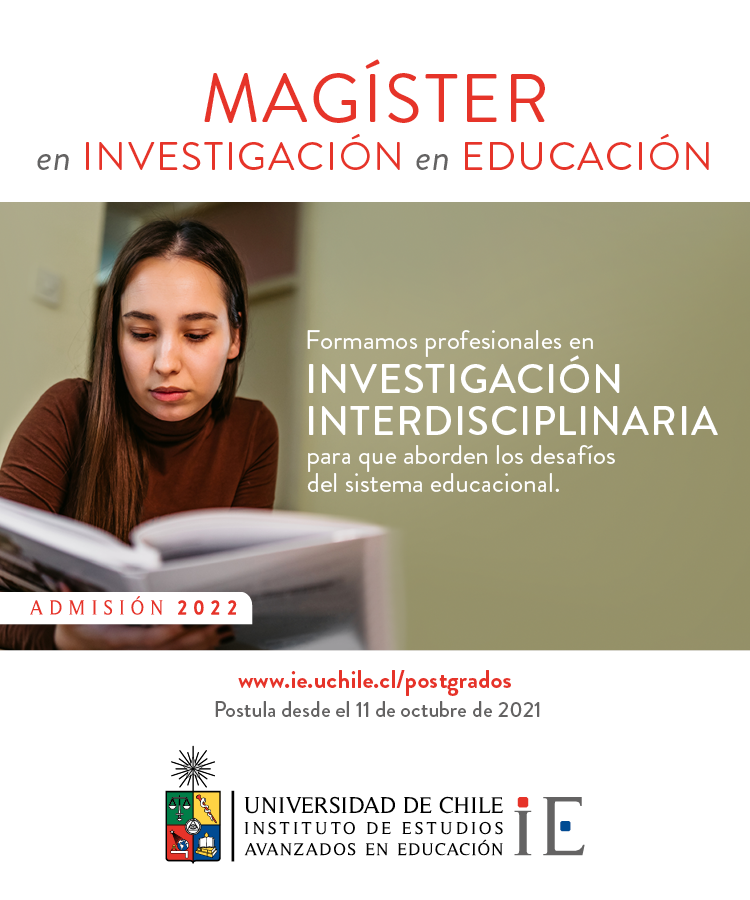 MAGÍSTER
en INVESTIGACIÓN en EDUCACIÓN
Formamos profesionales en
INVESTIGACIÓN
INTERDISCIPLINARIA
para que aborden los desafíos
del sistema educacional.
ADMISIÓN 2022
www.ie.uchile.cl/postgrados
Postula desde el 11 de octubre de 2021
UNIVERSIDAD DE CHILE
INSTITUTO DE ESTUDIOS
AVANZADOS EN EDUCACIÓN
iE